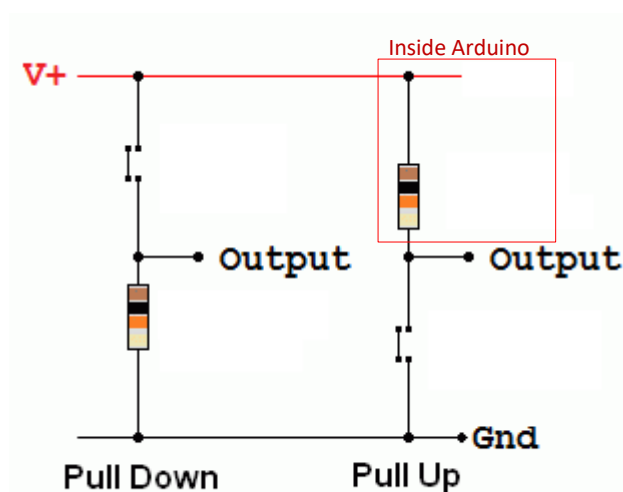 Inside Arduino
V+
Output
Output
Gnd
Pull Down
Pull Up